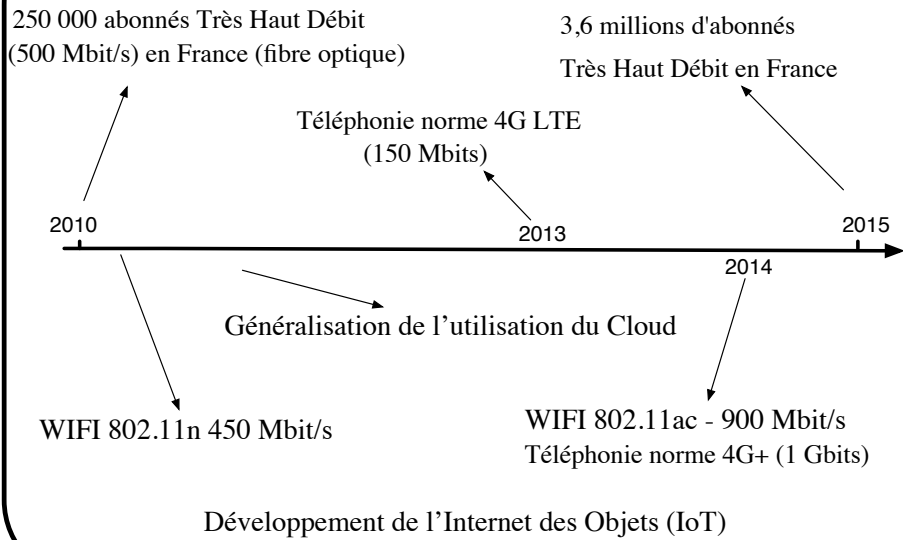 250 000 abonnés Très Haut Débit
(500 Mbit/s) en France (fibre optique)
3,6 millions d'abonnés
Très Haut Débit en France
Téléphonie norme 4G LTE
(150 Mbits)
2010
2013
2015
2014
Généralisation de l’utilisation du Cloud
WIFI 802.11n 450 Mbit/s
WIFI 802.11ac - 900 Mbit/s
Téléphonie norme 4G+ (1 Gbits)
Développement de l’Internet des Objets (IoT)